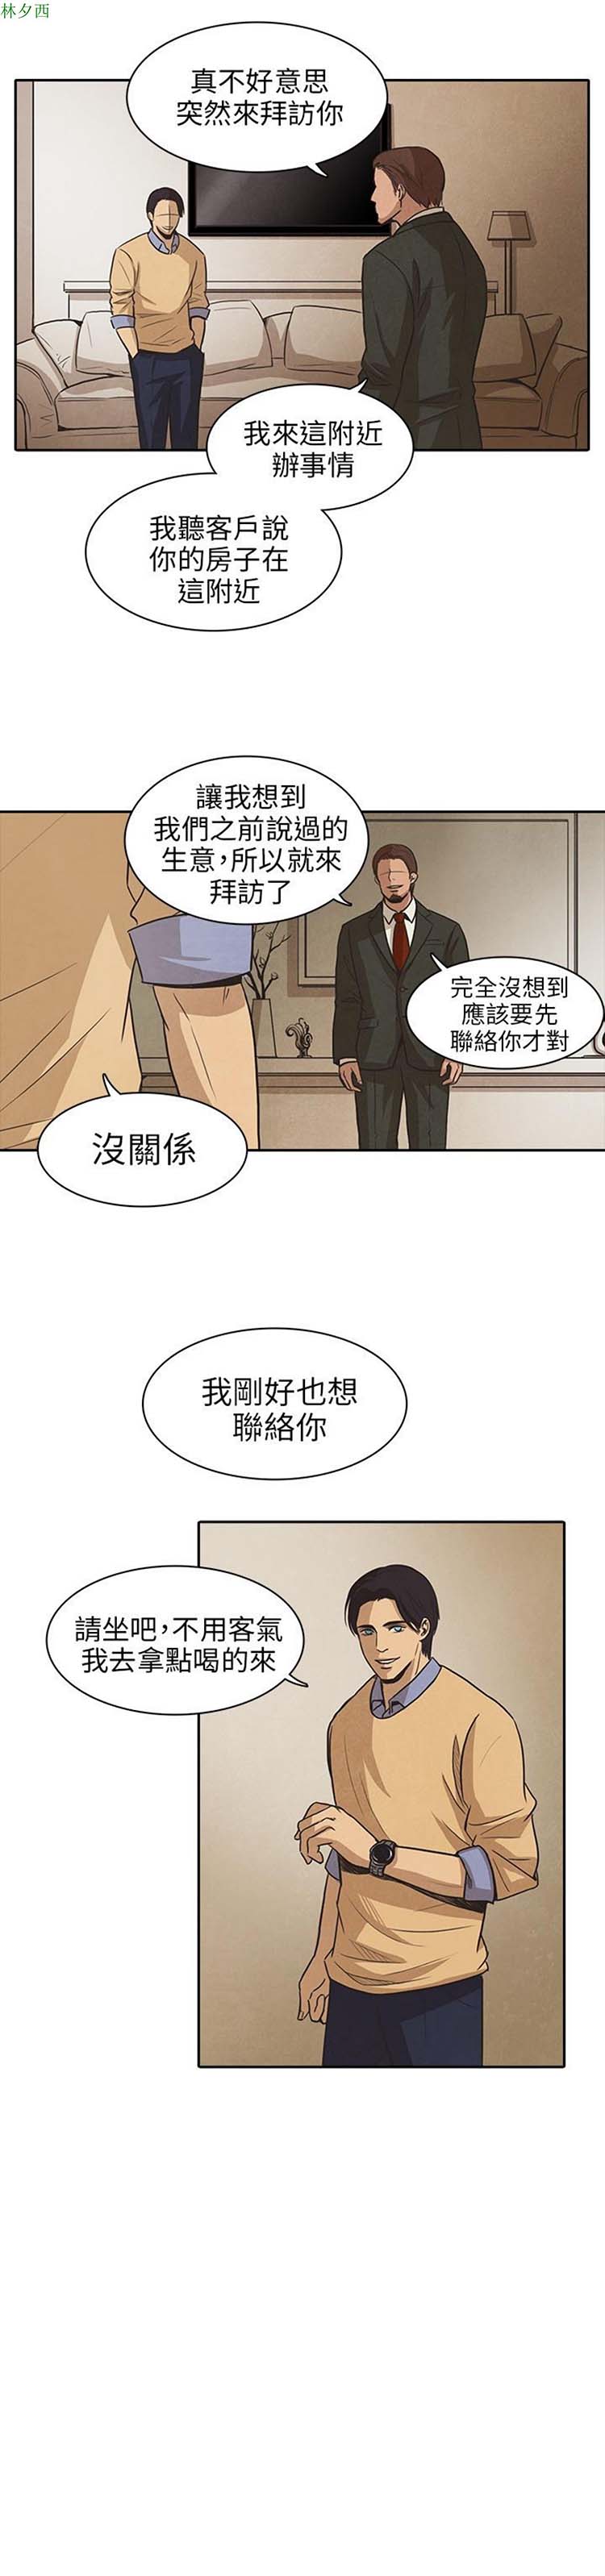 林夕西
真不好意思
突然來拜訪你
我來這附近
辦事情
我聽客戶說
你的房子在
這附近
讓我想到
我們之前說過的
生意,所以就來
拜訪了
完全沒想到
應該要先
聯絡你才對
沒關係
我剛好也想
聯絡你
請坐吧,不用客氣
我去拿點喝的來